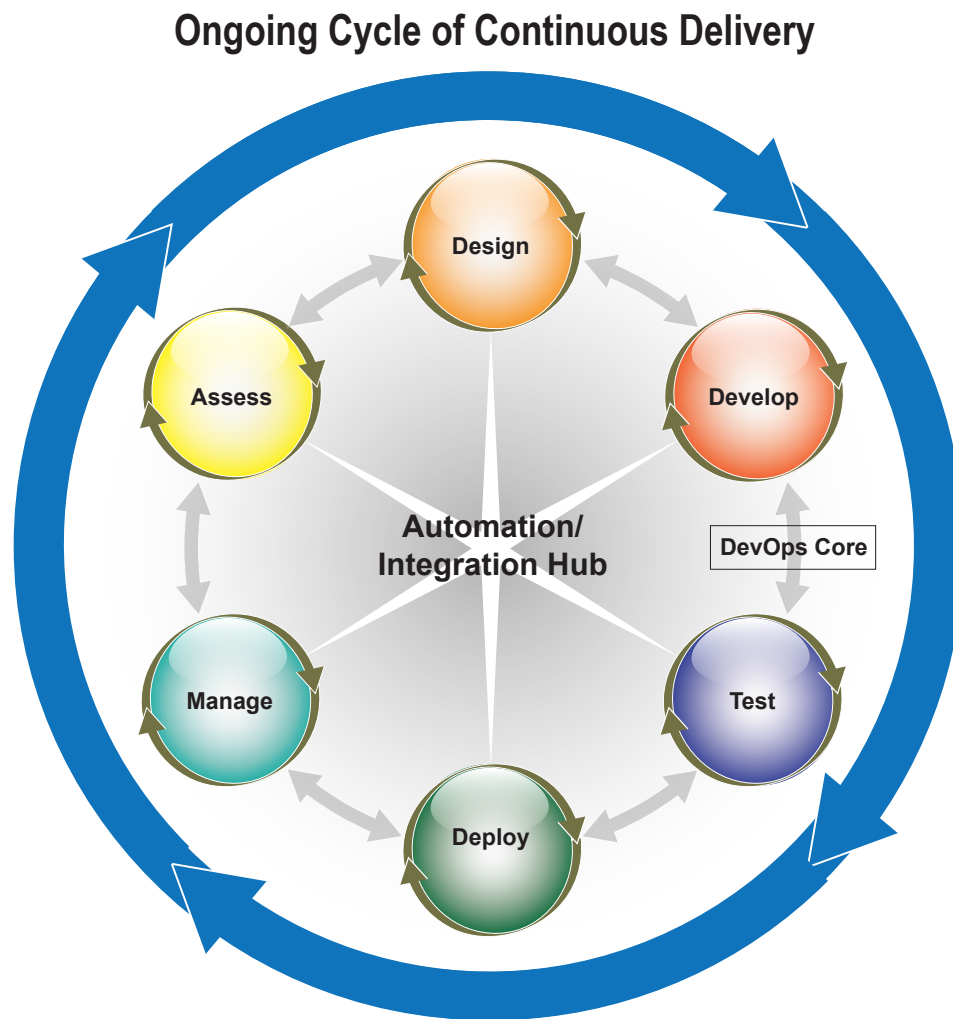 Ongoing Cycle of Continuous Delivery
Design
Assess
Develop
Automation/
Integration Hub
DevOps Core
Manage
Test
Deploy